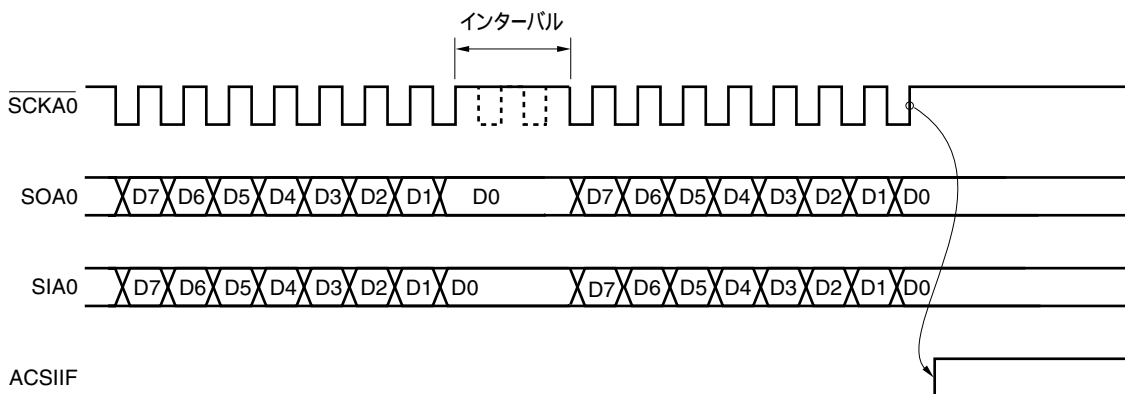 インターバル
SCKA0
SOA0 D7 D6 D5 D4 D3 D2 D1 D0 D7 D6 D5 D4 D3 D2 D1 D0
SIA0 D7 D6 D5 D4 D3 D2 D1 D0 D7 D6 D5 D4 D3 D2 D1 D0
ACSIIF